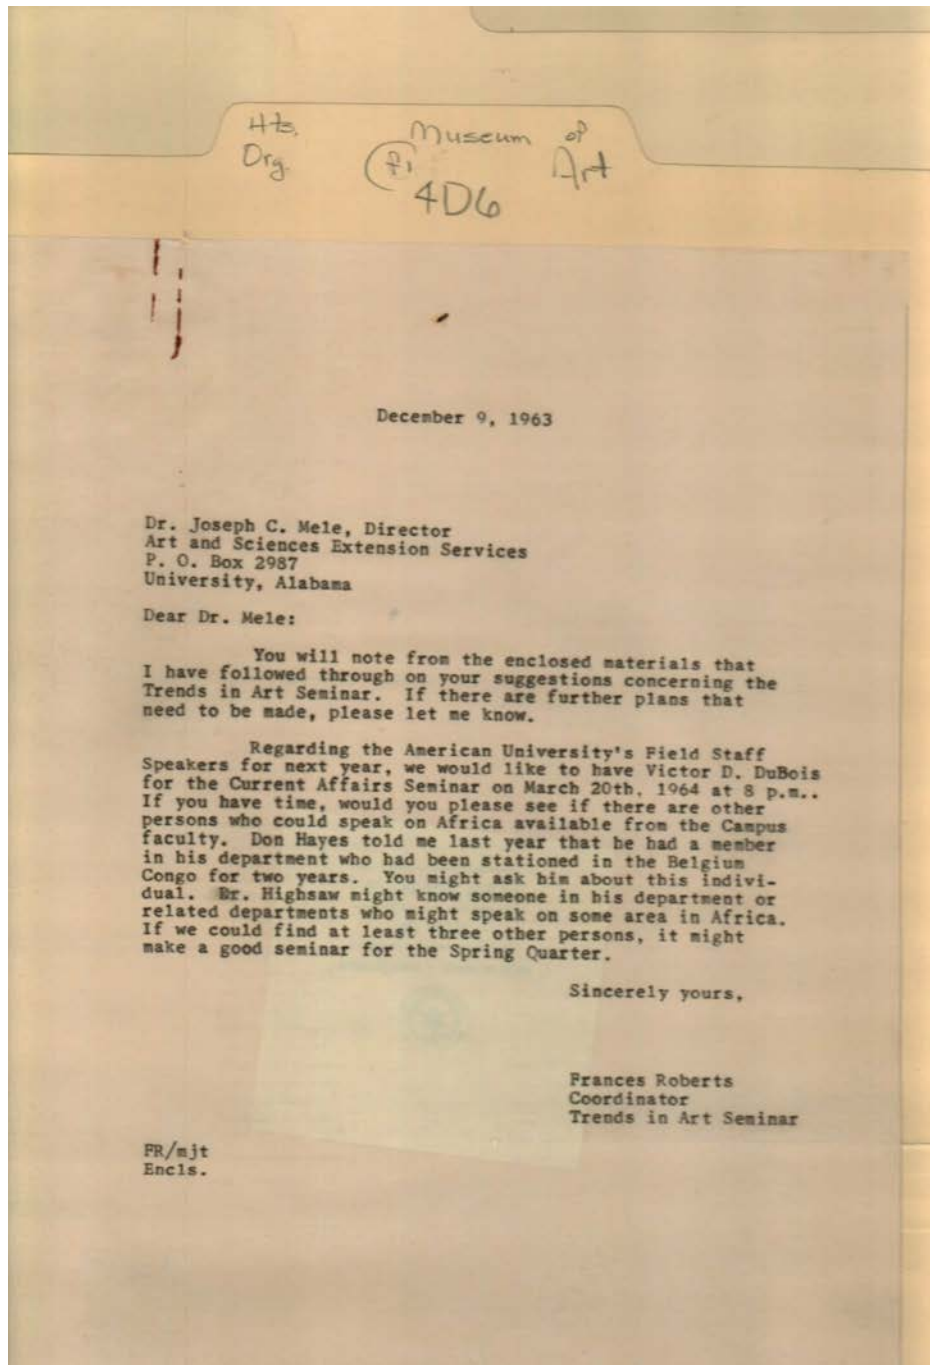 Hts.
Org.
Museum of
Art
4D6
December 9, 1963
Dr. Joseph C. Mele, Director
Art and Sciences Extension Services
P. O. Box 2987
University, Alabama
Dear Dr. Mele:
You will note from the enclosed materials that
I have followed through on your suggestions concerning the
Trends in Art Seminar. If there are further plans that
need to be made, please let me know.
Regarding the American University's Field Staff
Speakers for next year, we would like to have Victor D. DuBois
for the Current Affairs Seminar on March 20th, 1964 at 8 p.m..
If you have time, would you please see if there are other
persons who could speak on Africa available from the Campus
faculty. Don Hayes told me last year that he had a member
in his department who had been stationed in the Belgium
Congo for two years. You might ask him about this indivi-
dual. Dr. Highsaw might know someone in his department or
related departments who might speak on some area in Africa.
If we could find at least three other persons, it might
make a good seminar for the Spring Quarter.
Sincerely yours,
Frances Roberts
Coordinator
Trends in Art Seminar
FR/mjt
Encls.